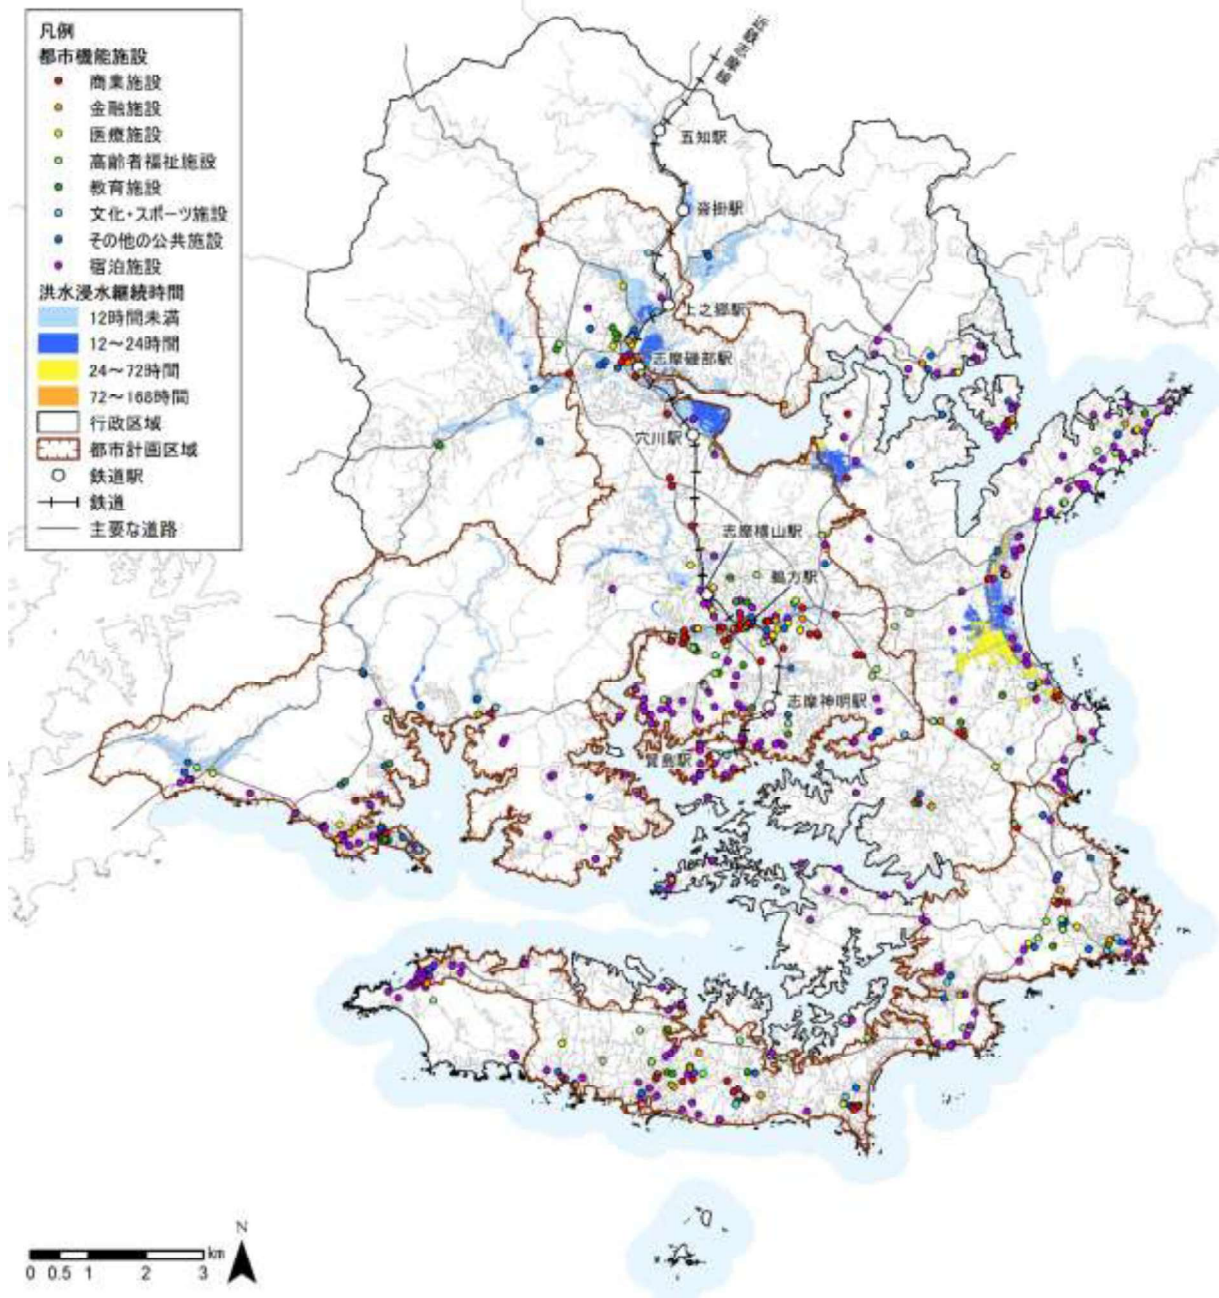 凡例
都市機能施設
商業施設
金融施設
医療施設
高齢者福祉施設
教育施設
文化・スポーツ施設
その他の公共施設
宿泊施設
洪水浸水継続時間
12時間未満
12～24時間
24～72時間
72～168時間
行政区域
都市計画区域
鉄道駅
鉄道
主要な道路
近鉄志摩線
五知駅
沓掛駅
上之郷駅
志摩磯部駅
穴川駅
志摩横山駅
鵜方駅
志摩神明駅
賢島駅
N
km
0 0.5 1 2 3